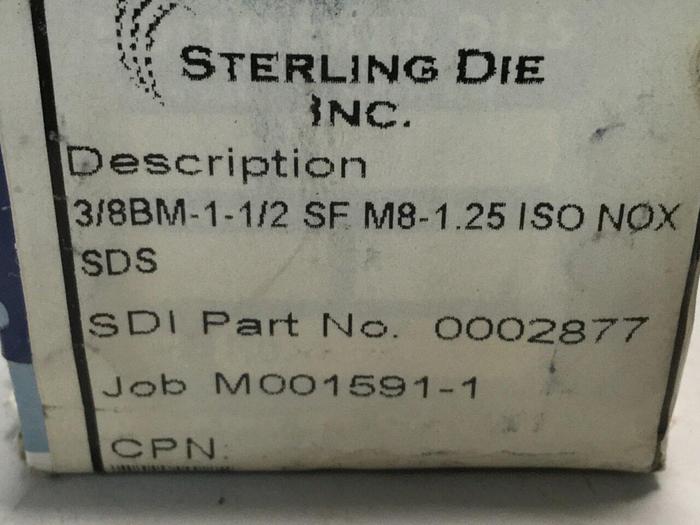 STERLING DIE
INC.
Description
3/8BM-1-1/2 SF M8-1.25 ISO NOX
SDS
SDI Part No. 0002877
Job M001591-1
CPN: